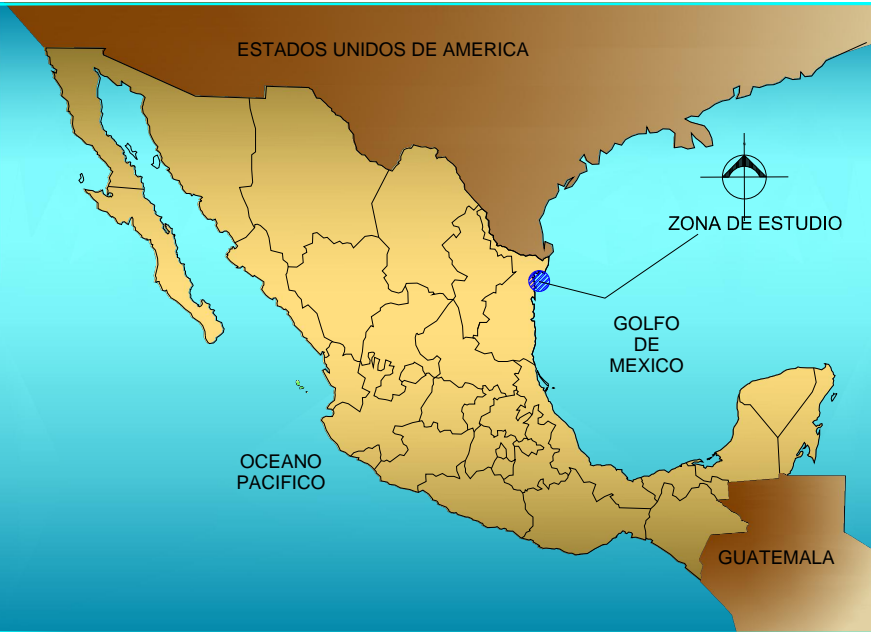 ESTADOS UNIDOS DE AMERICA
ZONA DE ESTUDIO
GOLFO
DE
MEXICO
OCEANO
PACIFICO
GUATEMALA